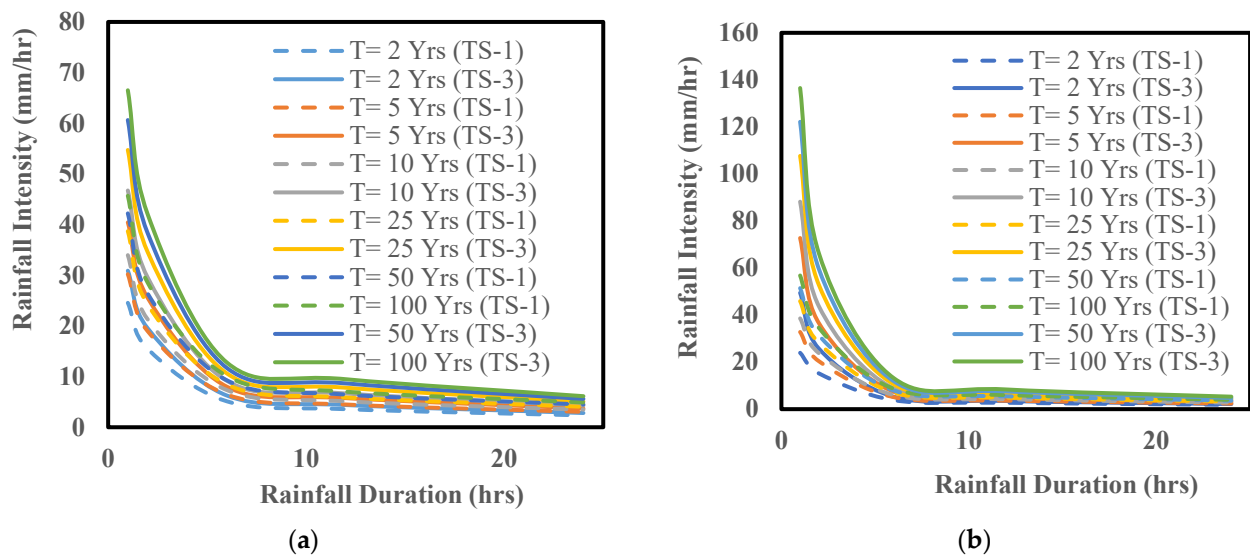 80
70
60
50
40
30
20
10
0
Rainfall Intensity (mm/hr)
T= 2 Yrs (TS-1)
T= 2 Yrs (TS-3)
T= 5 Yrs (TS-1)
T= 5 Yrs (TS-3)
T= 10 Yrs (TS-1)
T= 10 Yrs (TS-3)
T= 25 Yrs (TS-1)
T= 25 Yrs (TS-3)
T= 50 Yrs (TS-1)
T= 100 Yrs (TS-1)
T= 50 Yrs (TS-3)
T= 100 Yrs (TS-3)
0 10 20
Rainfall Duration (hrs)
(a)
160
140
120
100
80
60
40
20
0
Rainfall Intensity (mm/hr)
T= 2 Yrs (TS-1)
T= 2 Yrs (TS-3)
T= 5 Yrs (TS-1)
T= 5 Yrs (TS-3)
T= 10 Yrs (TS-1)
T= 10 Yrs (TS-3)
T= 25 Yrs (TS-1)
T= 25 Yrs (TS-3)
T= 50 Yrs (TS-1)
T= 100 Yrs (TS-1)
T= 50 Yrs (TS-3)
T= 100 Yrs (TS-3)
0 10 20
Rainfall Duration (hrs)
(b)